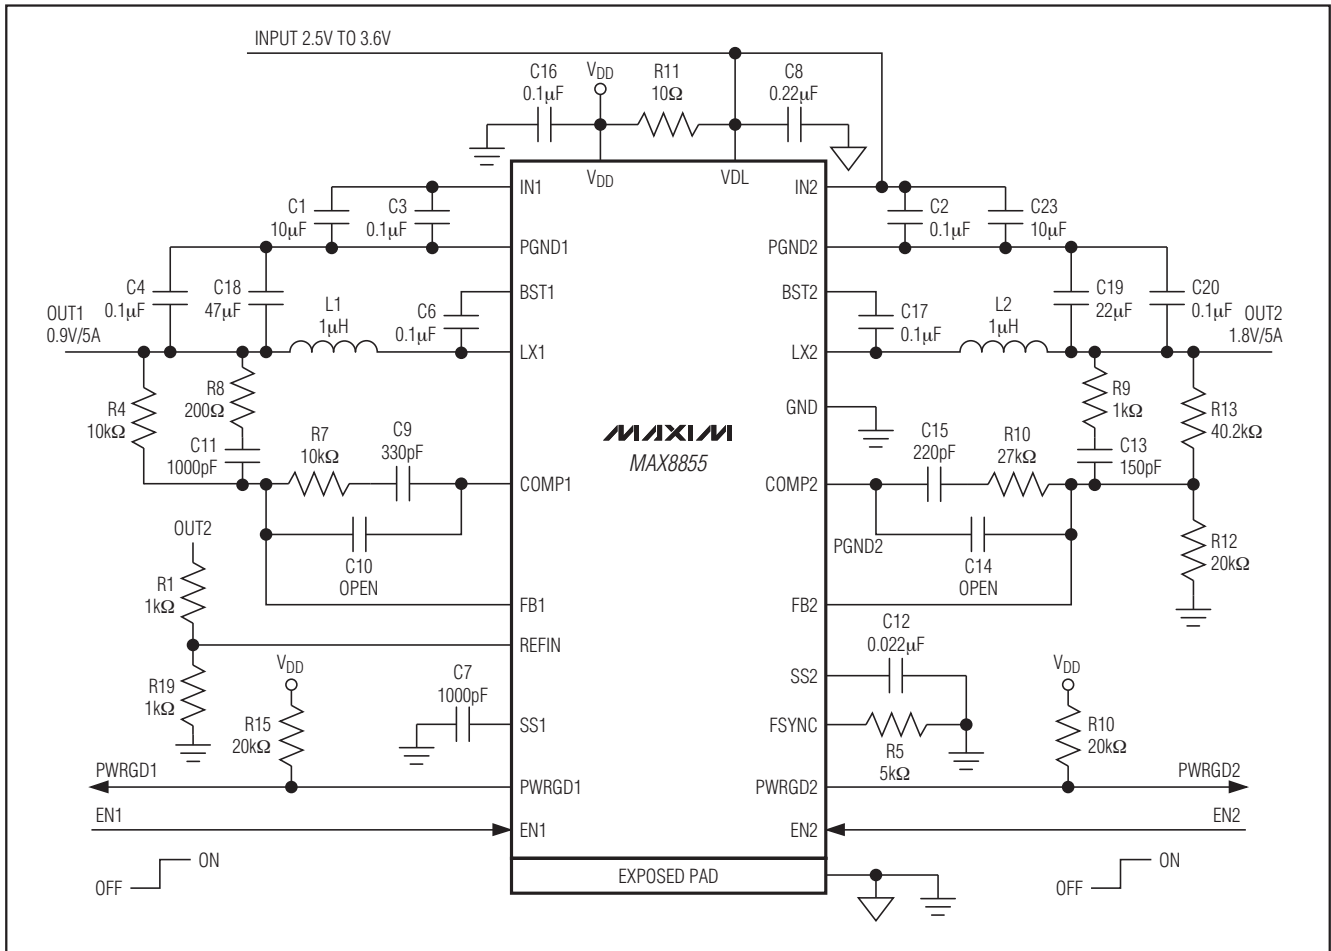 INPUT 2.5V TO 3.6V
C16
0.1µF
VDD
R11
10Ω
C8
0.22µF
VDD
VDL
IN1
IN2
C1
10µF
C3
0.1µF
C2
0.1µF
C23
10µF
PGND1
PGND2
C4
0.1µF
C18
47µF
BST1
BST2
C19
22µF
C20
0.1µF
OUT1
0.9V/5A
L1
1µH
C6
0.1µF
C17
0.1µF
L2
1µH
OUT2
1.8V/5A
LX1
LX2
R4
10kΩ
R8
200Ω
R9
1kΩ
R13
40.2kΩ
GND
C11
1000pF
R7
10kΩ
C9
330pF
MAXIM
MAX8855
C15
220pF
R10
27kΩ
C13
150pF
COMP1
COMP2
OUT2
C10
OPEN
PGND2
C14
OPEN
R12
20kΩ
R1
1kΩ
FB1
FB2
REFIN
C12
0.022µF
R19
1kΩ
VDD
R15
20kΩ
C7
1000pF
SS1
SS2
FSYNC
R5
5kΩ
VDD
R10
20kΩ
PWRGD1
PWRGD1
PWRGD2
PWRGD2
EN1
EN1
EN2
EN2
OFF
ON
EXPOSED PAD
OFF
ON